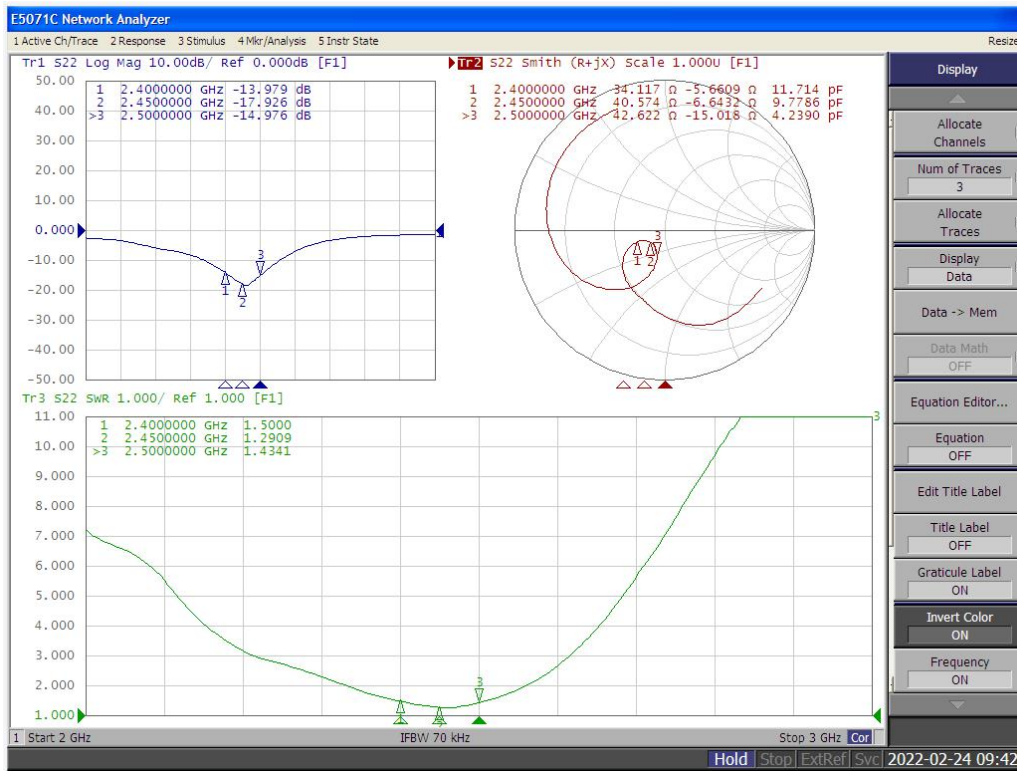 E5071C Network Analyzer
1 Active Ch/Trace 2 Response 3 Stimulus 4 Mkr/Analysis 5 Instr State
Resize
Tr1 S22 Log Mag 10.00dB/ Ref 0.000dB [F1]
50.00
40.00
30.00
20.00
10.00
0.000
-10.00
-20.00
-30.00
-40.00
-50.00
1 2.4000000 GHz -13.979 dB
2 2.4500000 GHz -17.926 dB
>3 2.5000000 GHz -14.976 dB
1
2
3
Tr2 S22 Smith (R+jX) Scale 1.000U [F1]
1 2.4000000 GHz 34.117 Ω -5.6609 Ω 11.714 pF
2 2.4500000 GHz 40.574 Ω -6.6432 Ω 9.7786 pF
>3 2.5000000 GHz 42.622 Ω -15.018 Ω 4.2390 pF
1
2
3
Tr3 S22 SWR 1.000/ Ref 1.000 [F1]
11.00
10.00
9.000
8.000
7.000
6.000
5.000
4.000
3.000
2.000
1.000
1 2.4000000 GHz 1.5000
2 2.4500000 GHz 1.2909
>3 2.5000000 GHz 1.4341
3
3
1 Start 2 GHz
IFBW 70 kHz
Stop 3 GHz Cor
Display
Allocate
Channels
Num of Traces
3
Allocate
Traces
Display
Data
Data -> Mem
Data Math
OFF
Equation Editor...
Equation
OFF
Edit Title Label
Title Label
OFF
Graticule Label
ON
Invert Color
ON
Frequency
ON
Hold Stop ExtRef Svc 2022-02-24 09:42